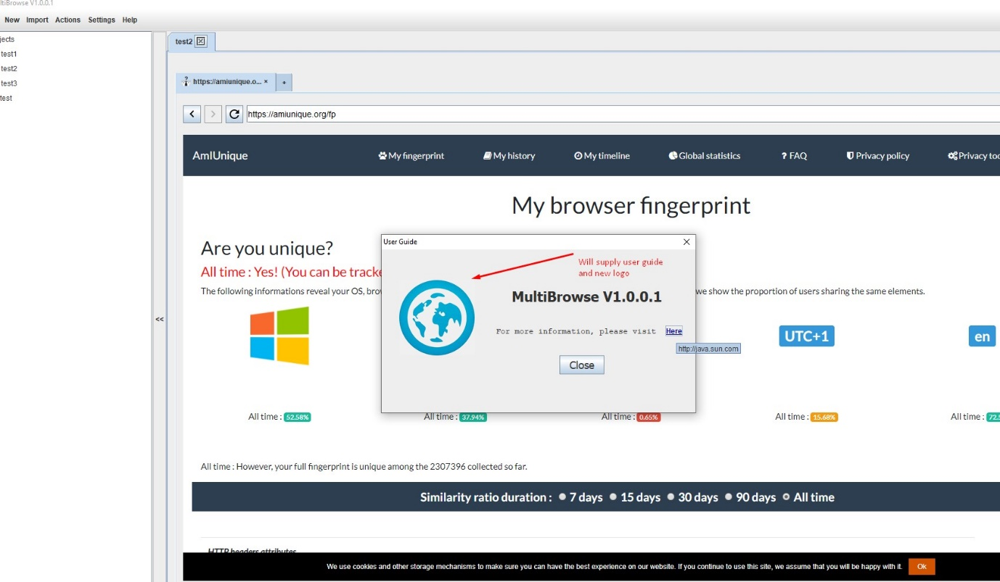 ltiBrowse V1.0.0.1
New Import Actions Settings Help
jects
test1
test2
test3
test
<<
test2
https://amiunique.o... × +
https://amiunique.org/fp
AmIUnique My fingerprint My history My timeline Global statistics ? FAQ Privacy policy Privacy too
My browser fingerprint
Are you unique?
All time : Yes! (You can be tracke
The following informations reveal your OS, brow we show the proportion of users sharing the same elements.
User Guide
Will supply user guide
and new logo
MultiBrowse V1.0.0.1
For more information, please visit Here
http://java.sun.com
Close
UTC+1
en
All time : 52.58% All time : 37.94% All time : 0.65% All time : 15.68% All time : 72.5
All time : However, your full fingerprint is unique among the 2307396 collected so far.
Similarity ratio duration : 7 days 15 days 30 days 90 days All time
HTTP headers attributes
We use cookies and other storage mechanisms to make sure you can have the best experience on our website. If you continue to use this site, we assume that you will be happy with it. Ok